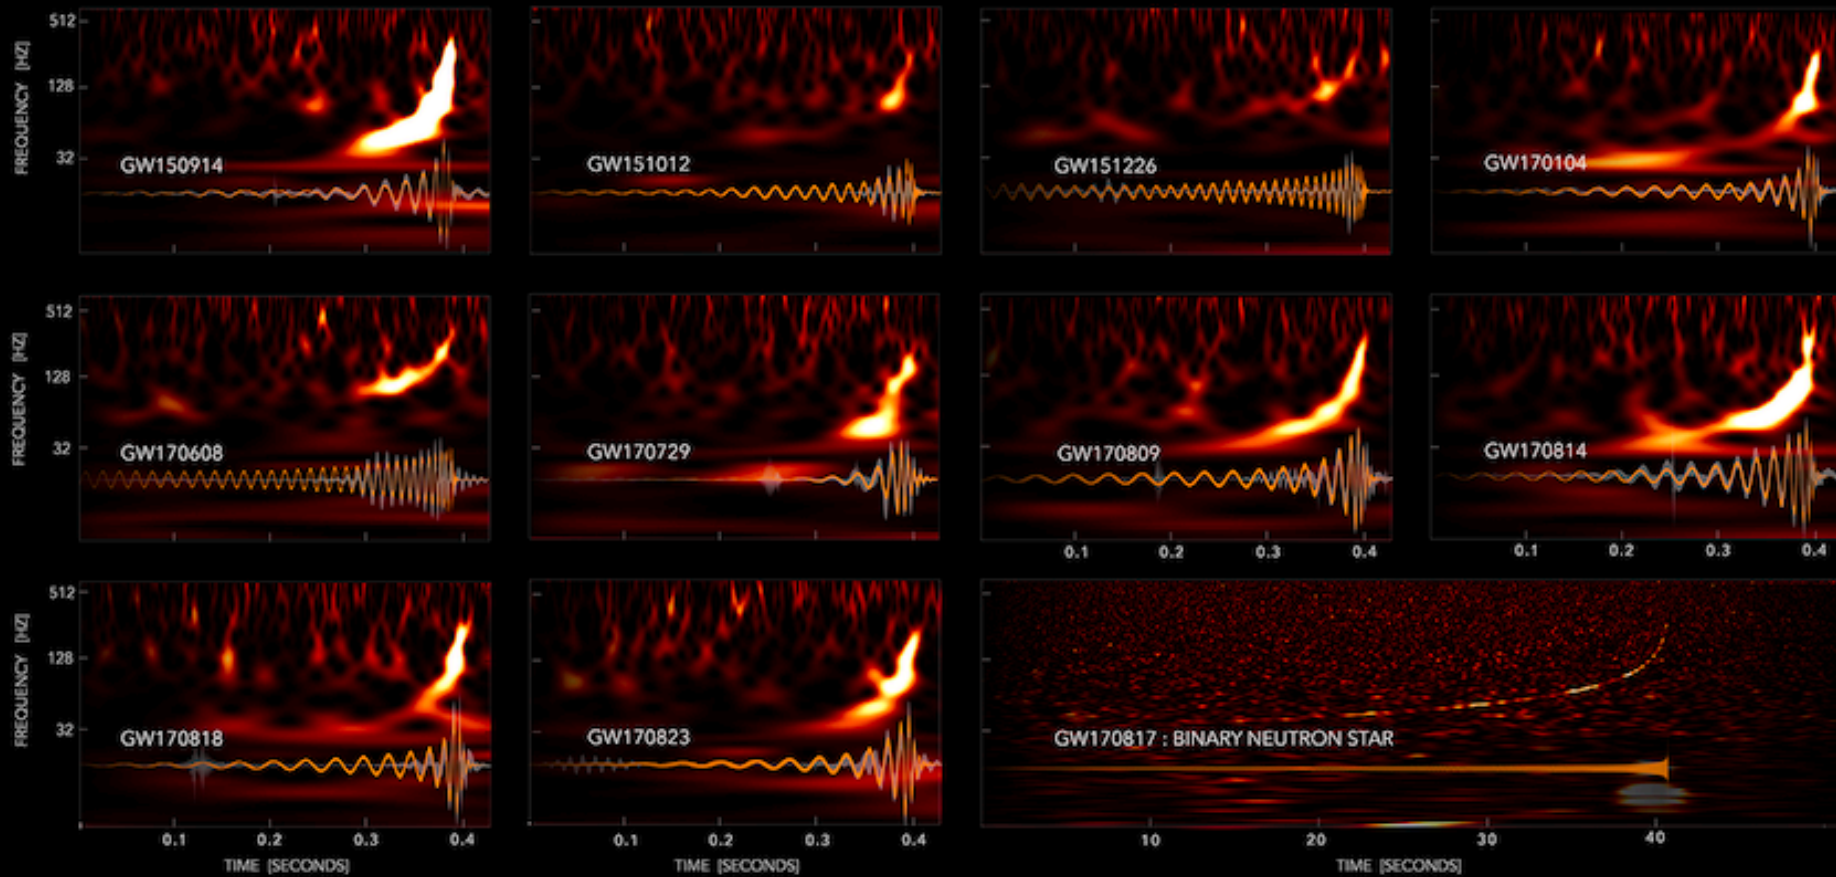 FREQUENCY [HZ]
512
128
32
GW150914
GW151012
GW151226
GW170104
FREQUENCY [HZ]
512
128
32
GW170608
GW170729
GW170809
GW170814
0.1 0.2 0.3 0.4
0.1 0.2 0.3 0.4
FREQUENCY [HZ]
512
128
32
GW170818
GW170823
GW170817 : BINARY NEUTRON STAR
0.1 0.2 0.3 0.4
0.1 0.2 0.3 0.4
10 20 30 40
TIME [SECONDS]
TIME [SECONDS]
TIME [SECONDS]